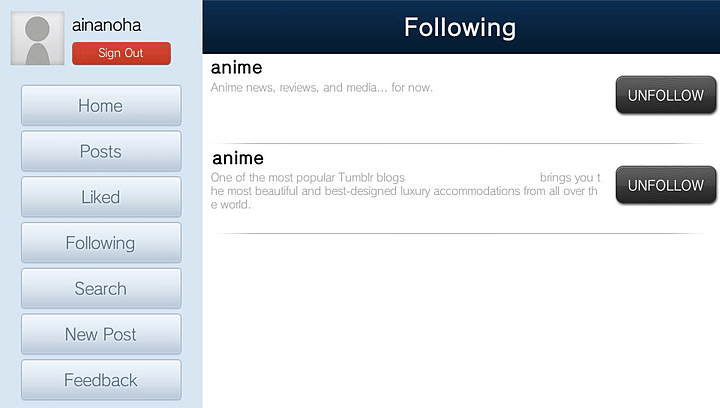 ainanoha
Sign Out
Home
Posts
Liked
Following
Search
New Post
Feedback
Following
anime
Anime news, reviews, and media... for now.
UNFOLLOW
anime
One of the most popular Tumblr blogs brings you t
he most beautiful and best-designed luxury accommodations from all over th
e world.
UNFOLLOW